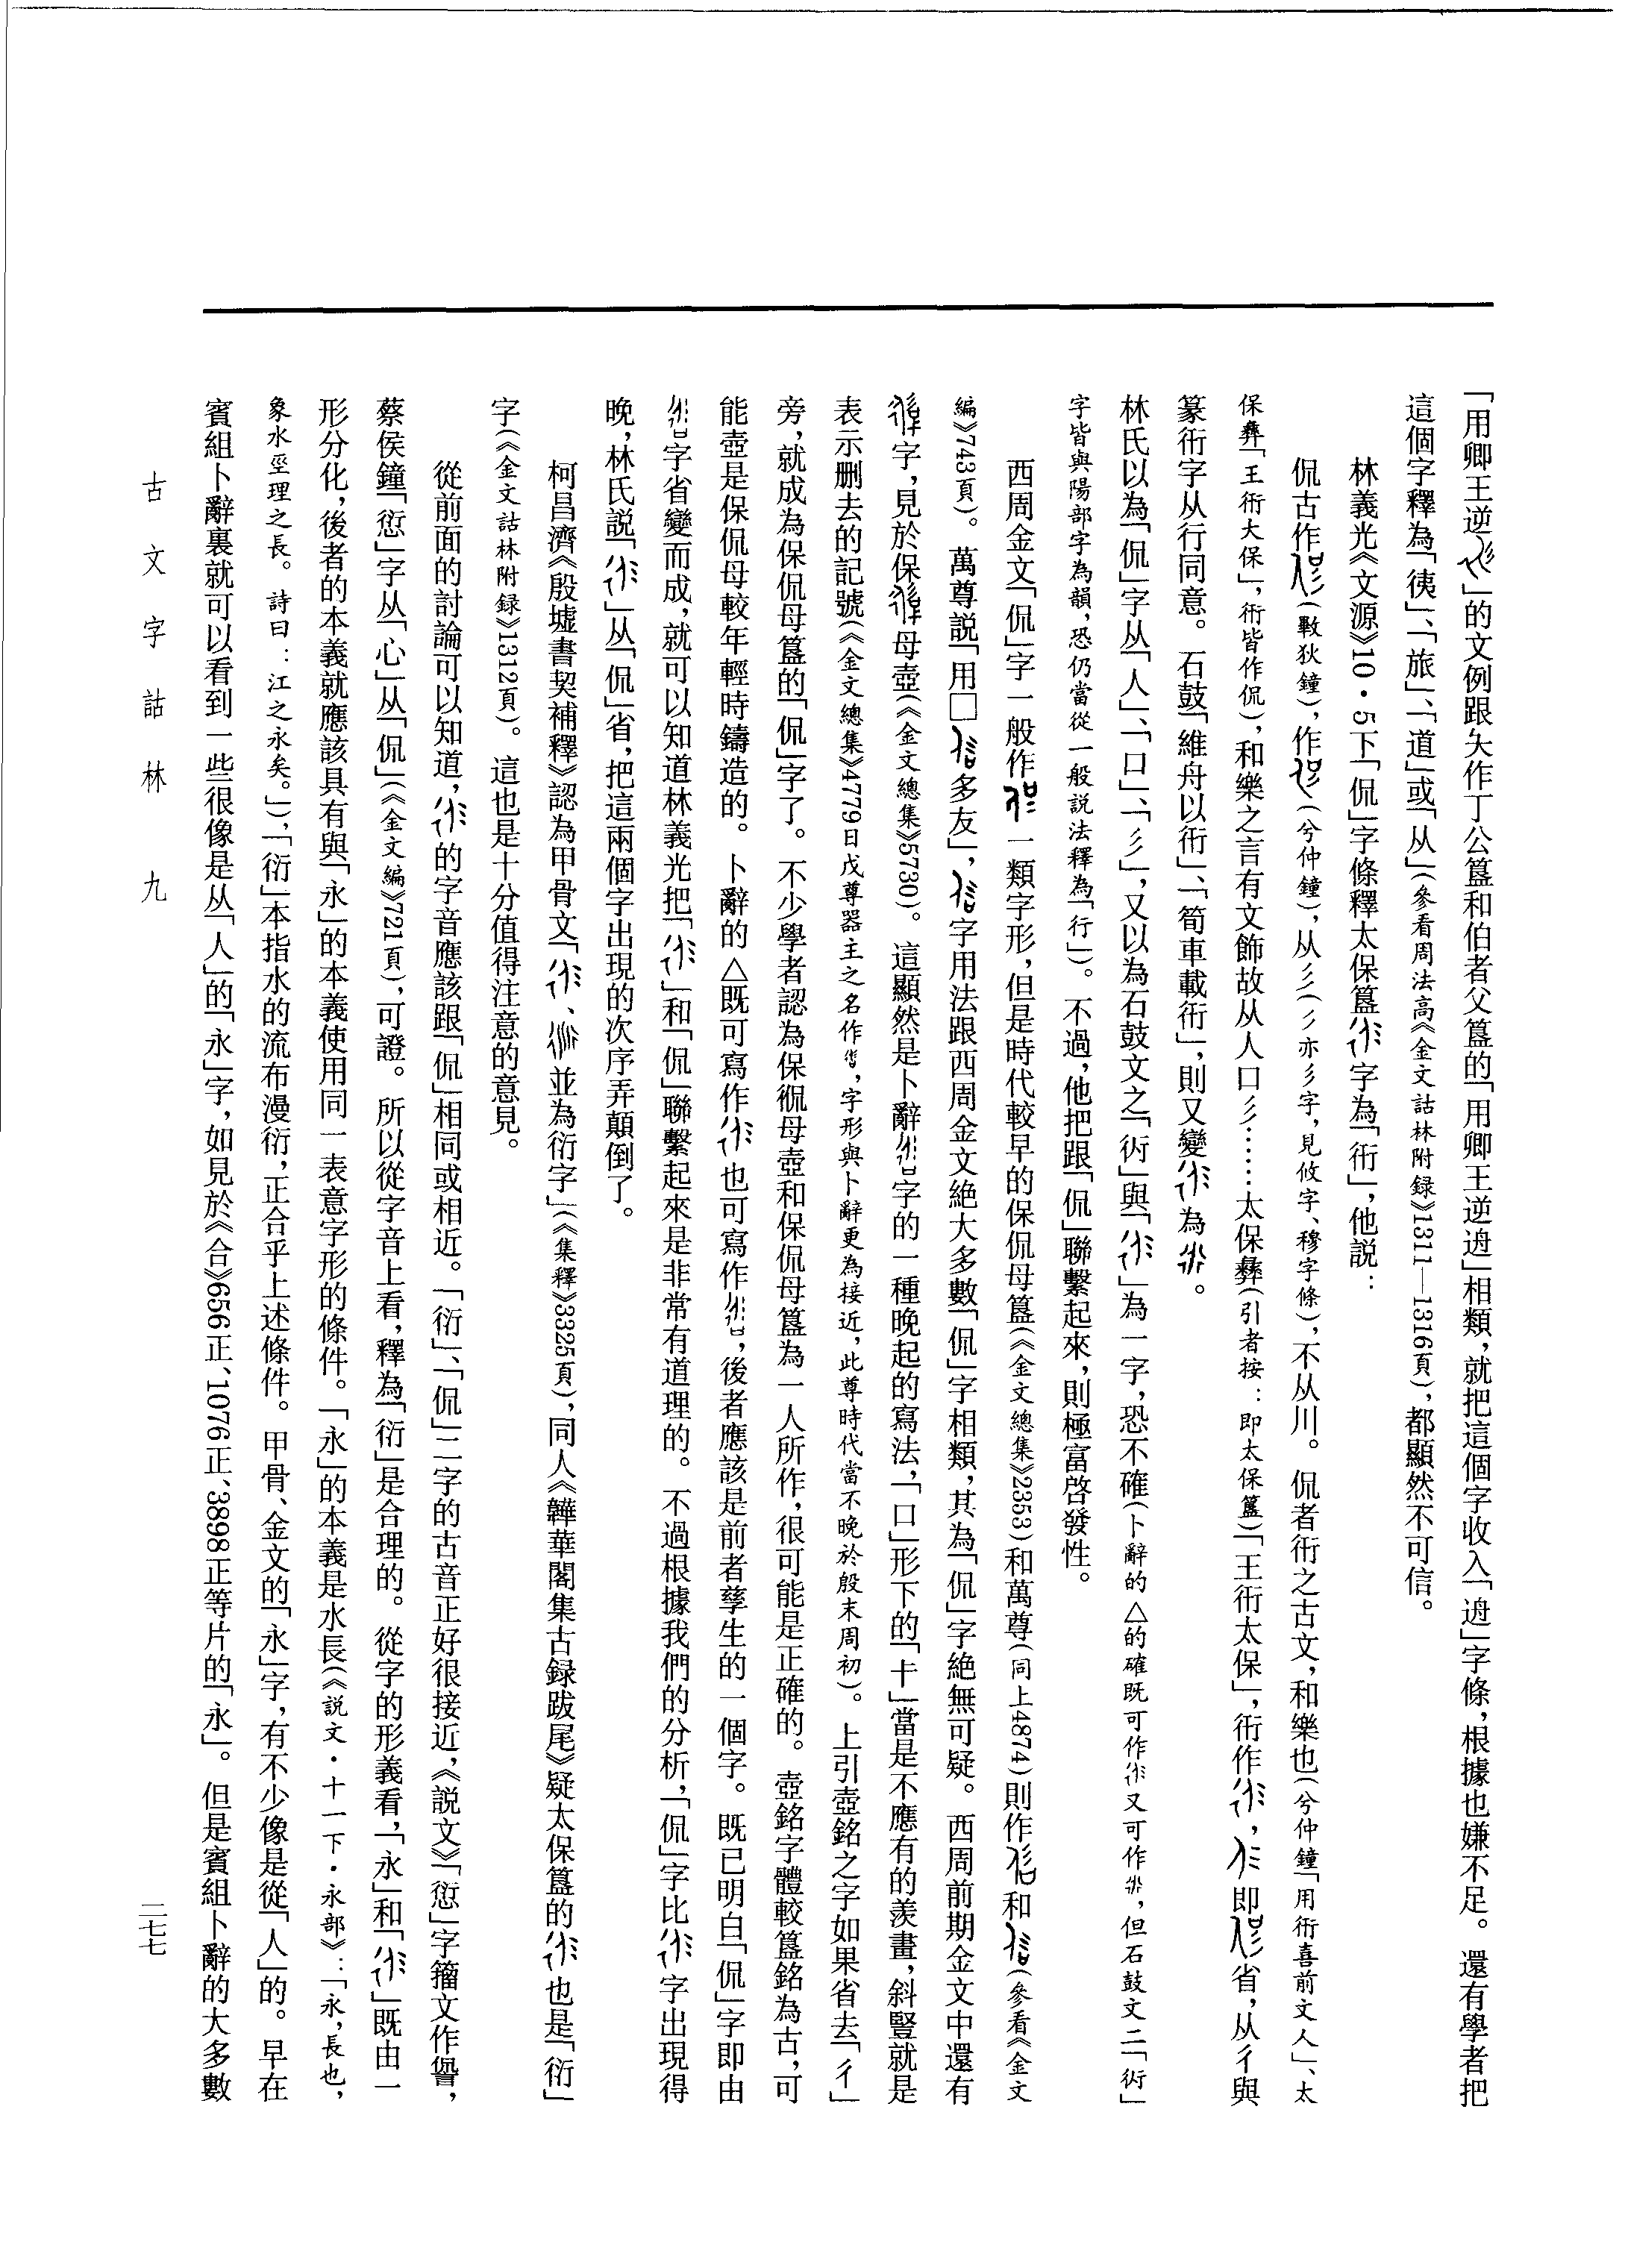 「用卿王逆」的文例跟夨作丁公簋和伯者父簋的「用卿王逆逈」相類,就把這個字收入「逈」字條,根據也嫌不足。還有學者把
這個字釋為「徝」、「旅」、「道」或「从」(參看周法高《金文詁林附録》1311—1316頁),都顯然不可信。
林義光《文源》10·5下「侃」字條釋太保簋字為「衎」,他説:
侃古作(斁狄鐘),作(兮仲鐘),从彡(彡亦彡字,見攸字、穆字條),不从川。侃者衎之古文,和樂也(兮仲鐘「用衎喜前文人」、太
保彝「王衎大保」,衎皆作侃),和樂之言有文飾故从人口彡……太保彝(引者按:即太保簋)「王衎太保」,衎作,即省,从彳與
篆衎字从行同意。石鼓「維舟以衎」、「筍車載衎」,則又變為。
林氏以為「侃」字从「人」、「口」、「彡」,又以為石鼓文之「」與「」為一字,恐不確(卜辭的△的確既可作又可作,但石鼓文二「」
字皆與陽部字為韻,恐仍當從一般説法釋為「行」)。不過,他把跟「侃」聯繫起來,則極富啓發性。
西周金文「侃」字一般作一類字形,但是時代較早的保侃母簋(《金文總集》2353)和萬尊(同上4874)則作和(參看《金文
編》743頁)。萬尊説「用□多友」,字用法跟西周金文絶大多數「侃」字相類,其為「侃」字絶無可疑。西周前期金文中還有
字,見於保母壺(《金文總集》5730)。這顯然是卜辭字的一種晚起的寫法,「口」形下的「十」當是不應有的羨畫,斜豎就是
表示删去的記號(《金文總集》4779日戊尊器主之名作,字形與卜辭更為接近,此尊時代當不晚於殷末周初)。上引壺銘之字如果省去「彳」
旁,就成為保侃母簋的「侃」字了。不少學者認為保母壺和保侃母簋為一人所作,很可能是正確的。壺銘字體較簋銘為古,可
能壺是保侃母較年輕時鑄造的。卜辭的△既可寫作也可寫作,後者應該是前者孳生的一個字。既已明白「侃」字即由
字省變而成,就可以知道林義光把「」和「侃」聯繫起來是非常有道理的。不過根據我們的分析,「侃」字比字出現得
晚,林氏説「」从「侃」省,把這兩個字出現的次序弄顛倒了。
柯昌濟《殷墟書契補釋》認為甲骨文「、並為衍字」(《集釋》3325頁),同人《韡華閣集古録跋尾》疑太保簋的也是「衍」
字(《金文詁林附録》1312頁)。這也是十分值得注意的意見。
從前面的討論可以知道,的字音應該跟「侃」相同或相近。「衍」、「侃」二字的古音正好很接近,《説文》「愆」字籀文作諐,
蔡侯鐘「愆」字从「心」从「侃」(《金文編》721頁),可證。所以從字音上看,釋為「衍」是合理的。從字的形義看,「永」和「」既由一
形分化,後者的本義就應該具有與「永」的本義使用同一表意字形的條件。「永」的本義是水長(《説文·十一下·永部》:「永,長也,
象水巠理之長。詩曰:江之永矣。」),「衍」本指水的流布漫衍,正合乎上述條件。甲骨、金文的「永」字,有不少像是從「人」的。早在
賓組卜辭裏就可以看到一些很像是从「人」的「永」字,如見於《合》656正、1076正、3898正等片的「永」。但是賓組卜辭的大多數
古文字詁林 九
二七七